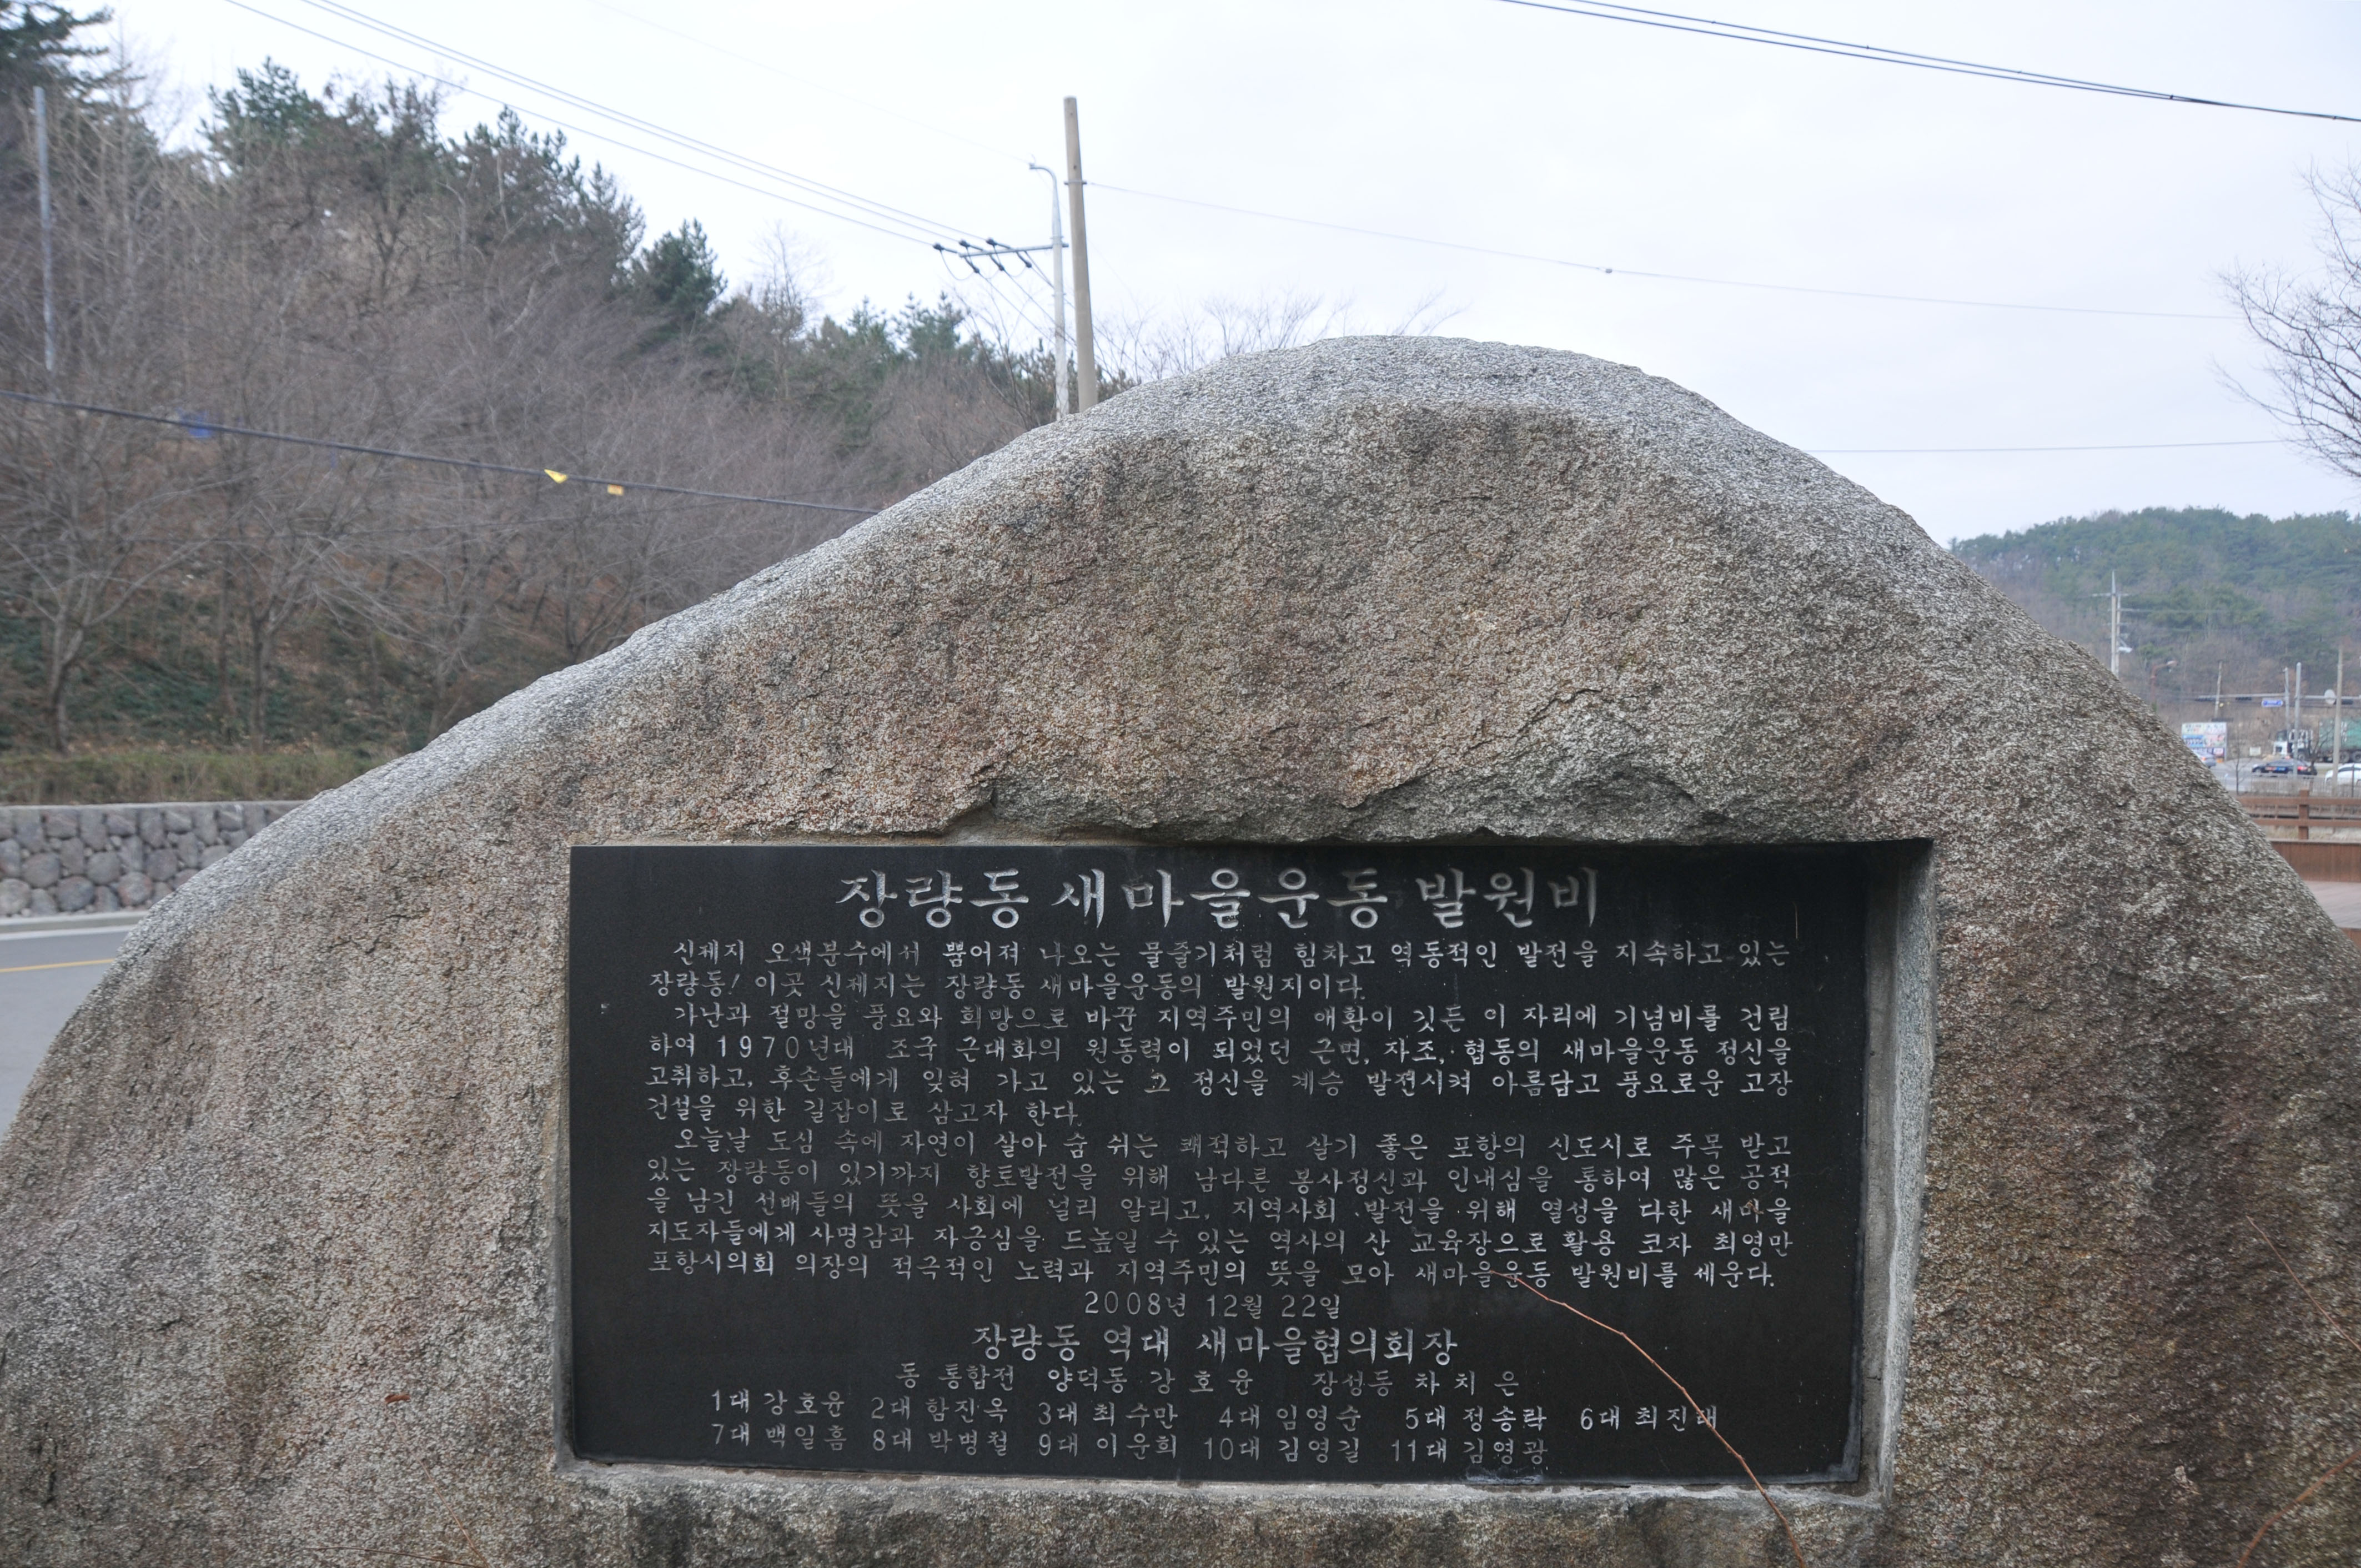 장량동 새마을운동 발원비
신제지 오색분수에서 뿜어져 나오는 물줄기처럼 힘차고 역동적인 발전을 지속하고 있는
장량동! 이곳 신제지는 장량동 새마을운동의 발원지이다.
가난과 절망을 풍요와 희망으로 바꾼 지역주민의 애환이 깃든 이 자리에 기념비를 건립
하여 1970년대 조국 근대화의 원동력이 되었던 근면, 자조, 협동의 새마을운동 정신을
고취하고, 후손들에게 잊혀 가고 있는 그 정신을 계승 발전시켜 아름답고 풍요로운 고장
건설을 위한 길잡이로 삼고자 한다.
오늘날 도심 속에 자연이 살아 숨 쉬는 쾌적하고 살기 좋은 포항의 신도시로 주목 받고
있는 장량동이 있기까지 향토발전을 위해 남다른 봉사정신과 인내심을 통하여 많은 공적
을 남긴 선배들의 뜻을 사회에 널리 알리고, 지역사회 발전을 위해 열성을 다한 새마을
지도자들에게 사명감과 자긍심을 드높일 수 있는 역사의 산 교육장으로 활용 코자 최영만
포항시의회 의장의 적극적인 노력과 지역주민의 뜻을 모아 새마을운동 발원비를 세운다.
2008년 12월 22일
장량동 역대 새마을협의회장
동 통합전 양덕동 강호윤 장성동 차치은
1대 강호윤 2대 함진옥 3대 최수만 4대 임영순 5대 정송락 6대 최진태
7대 백일흠 8대 박병철 9대 이운희 10대 김영길 11대 김영광